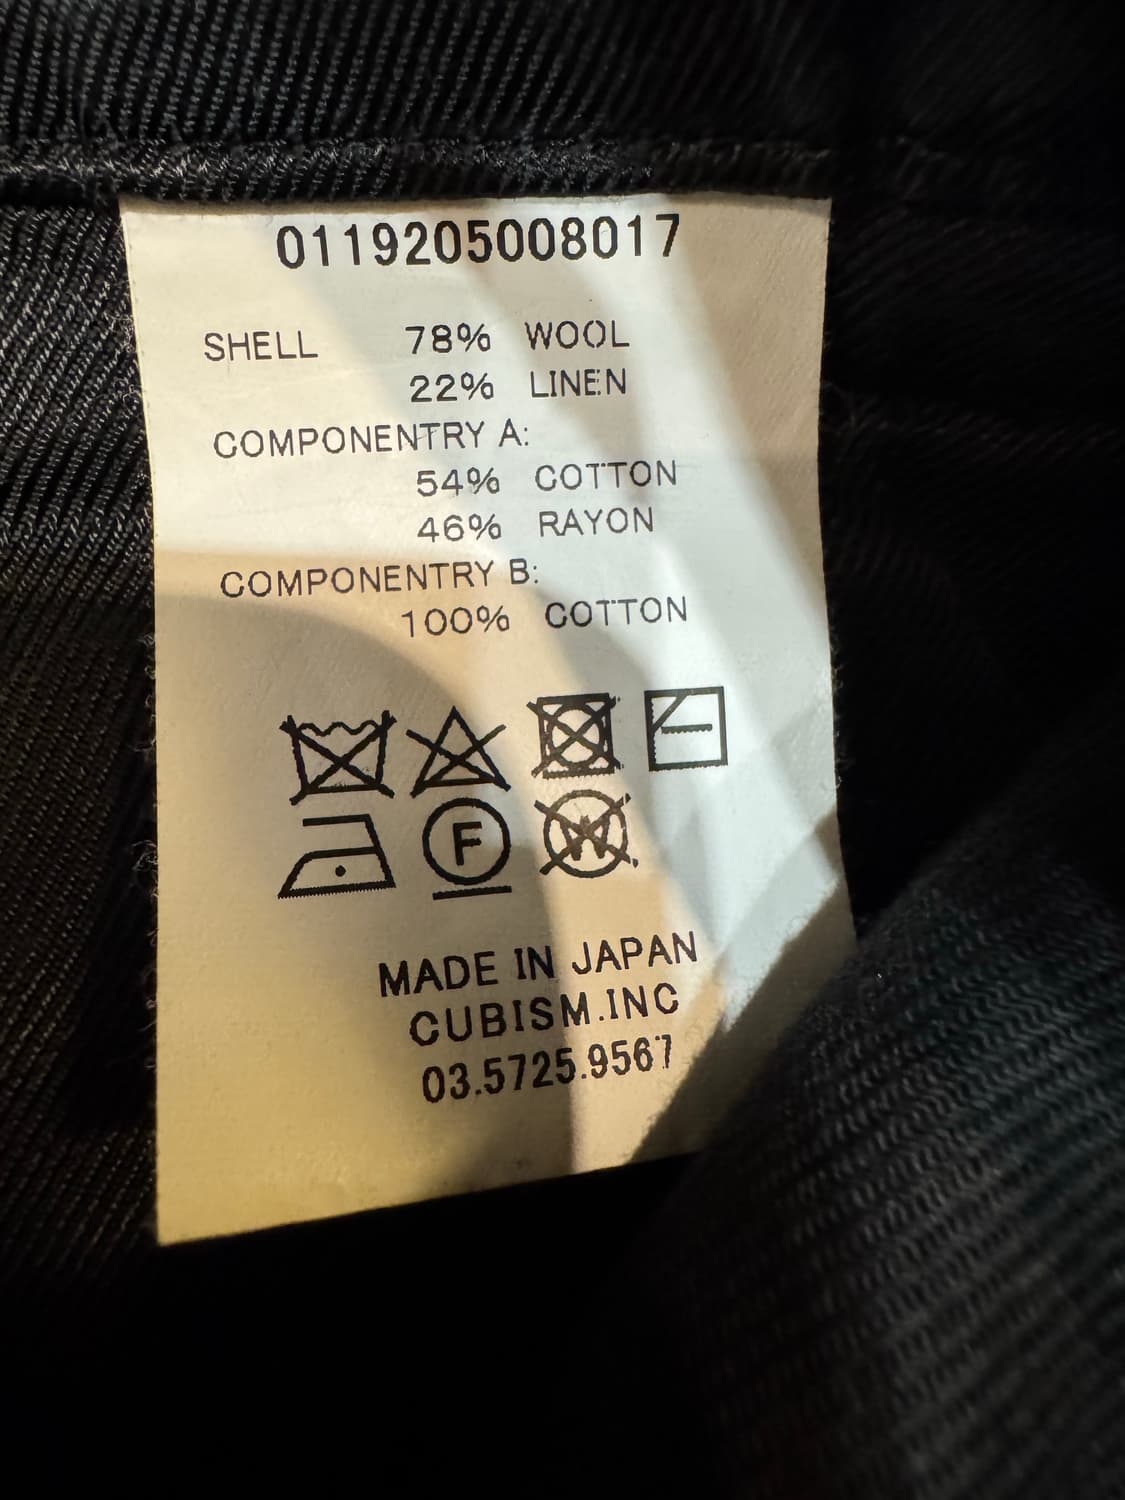 0119205008017
SHELL 78% WOOL
22% LINEN
COMPONENTRY A:
54% COTTON
46% RAYON
COMPONENTRY B:
100% COTTON
F W
MADE IN JAPAN
CUBISM.INC
03.5725.9567